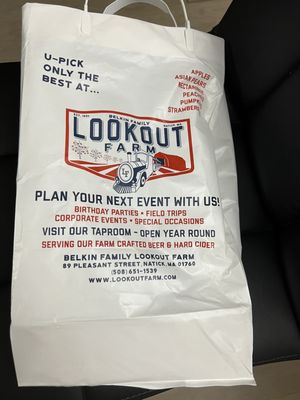 U-PICK
ONLY THE
BEST AT...
APPLES
ASIAN PEARS
NECTARINES
PEACHES
PUMPKINS
STRAWBERRIES
BELKIN FAMILY
NATICK, MA
LOOKOUT
FARM
LF
PLAN YOUR NEXT EVENT WITH US!
BIRTHDAY PARTIES • FIELD TRIPS
CORPORATE EVENTS • SPECIAL OCCASIONS
VISIT OUR TAPROOM - OPEN YEAR ROUND
SERVING OUR FARM CRAFTED BEER & HARD CIDER
BELKIN FAMILY LOOKOUT FARM
89 PLEASANT STREET, NATICK, MA 01760
(508) 651-1539
WWW.LOOKOUTFARM.COM